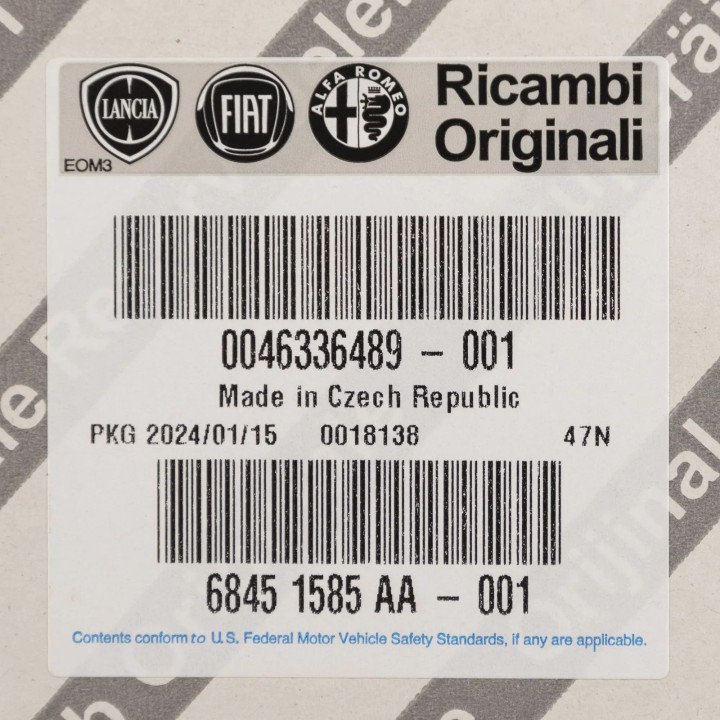 LANCIA
FIAT
ALFA ROMEO
Ricambi
Originali
EOM3
0046336489 - 001
Made in Czech Republic
PKG 2024/01/15 0018138 47N
6845 1585 AA - 001
Contents conform to U.S. Federal Motor Vehicle Safety Standards, if any are applicable.